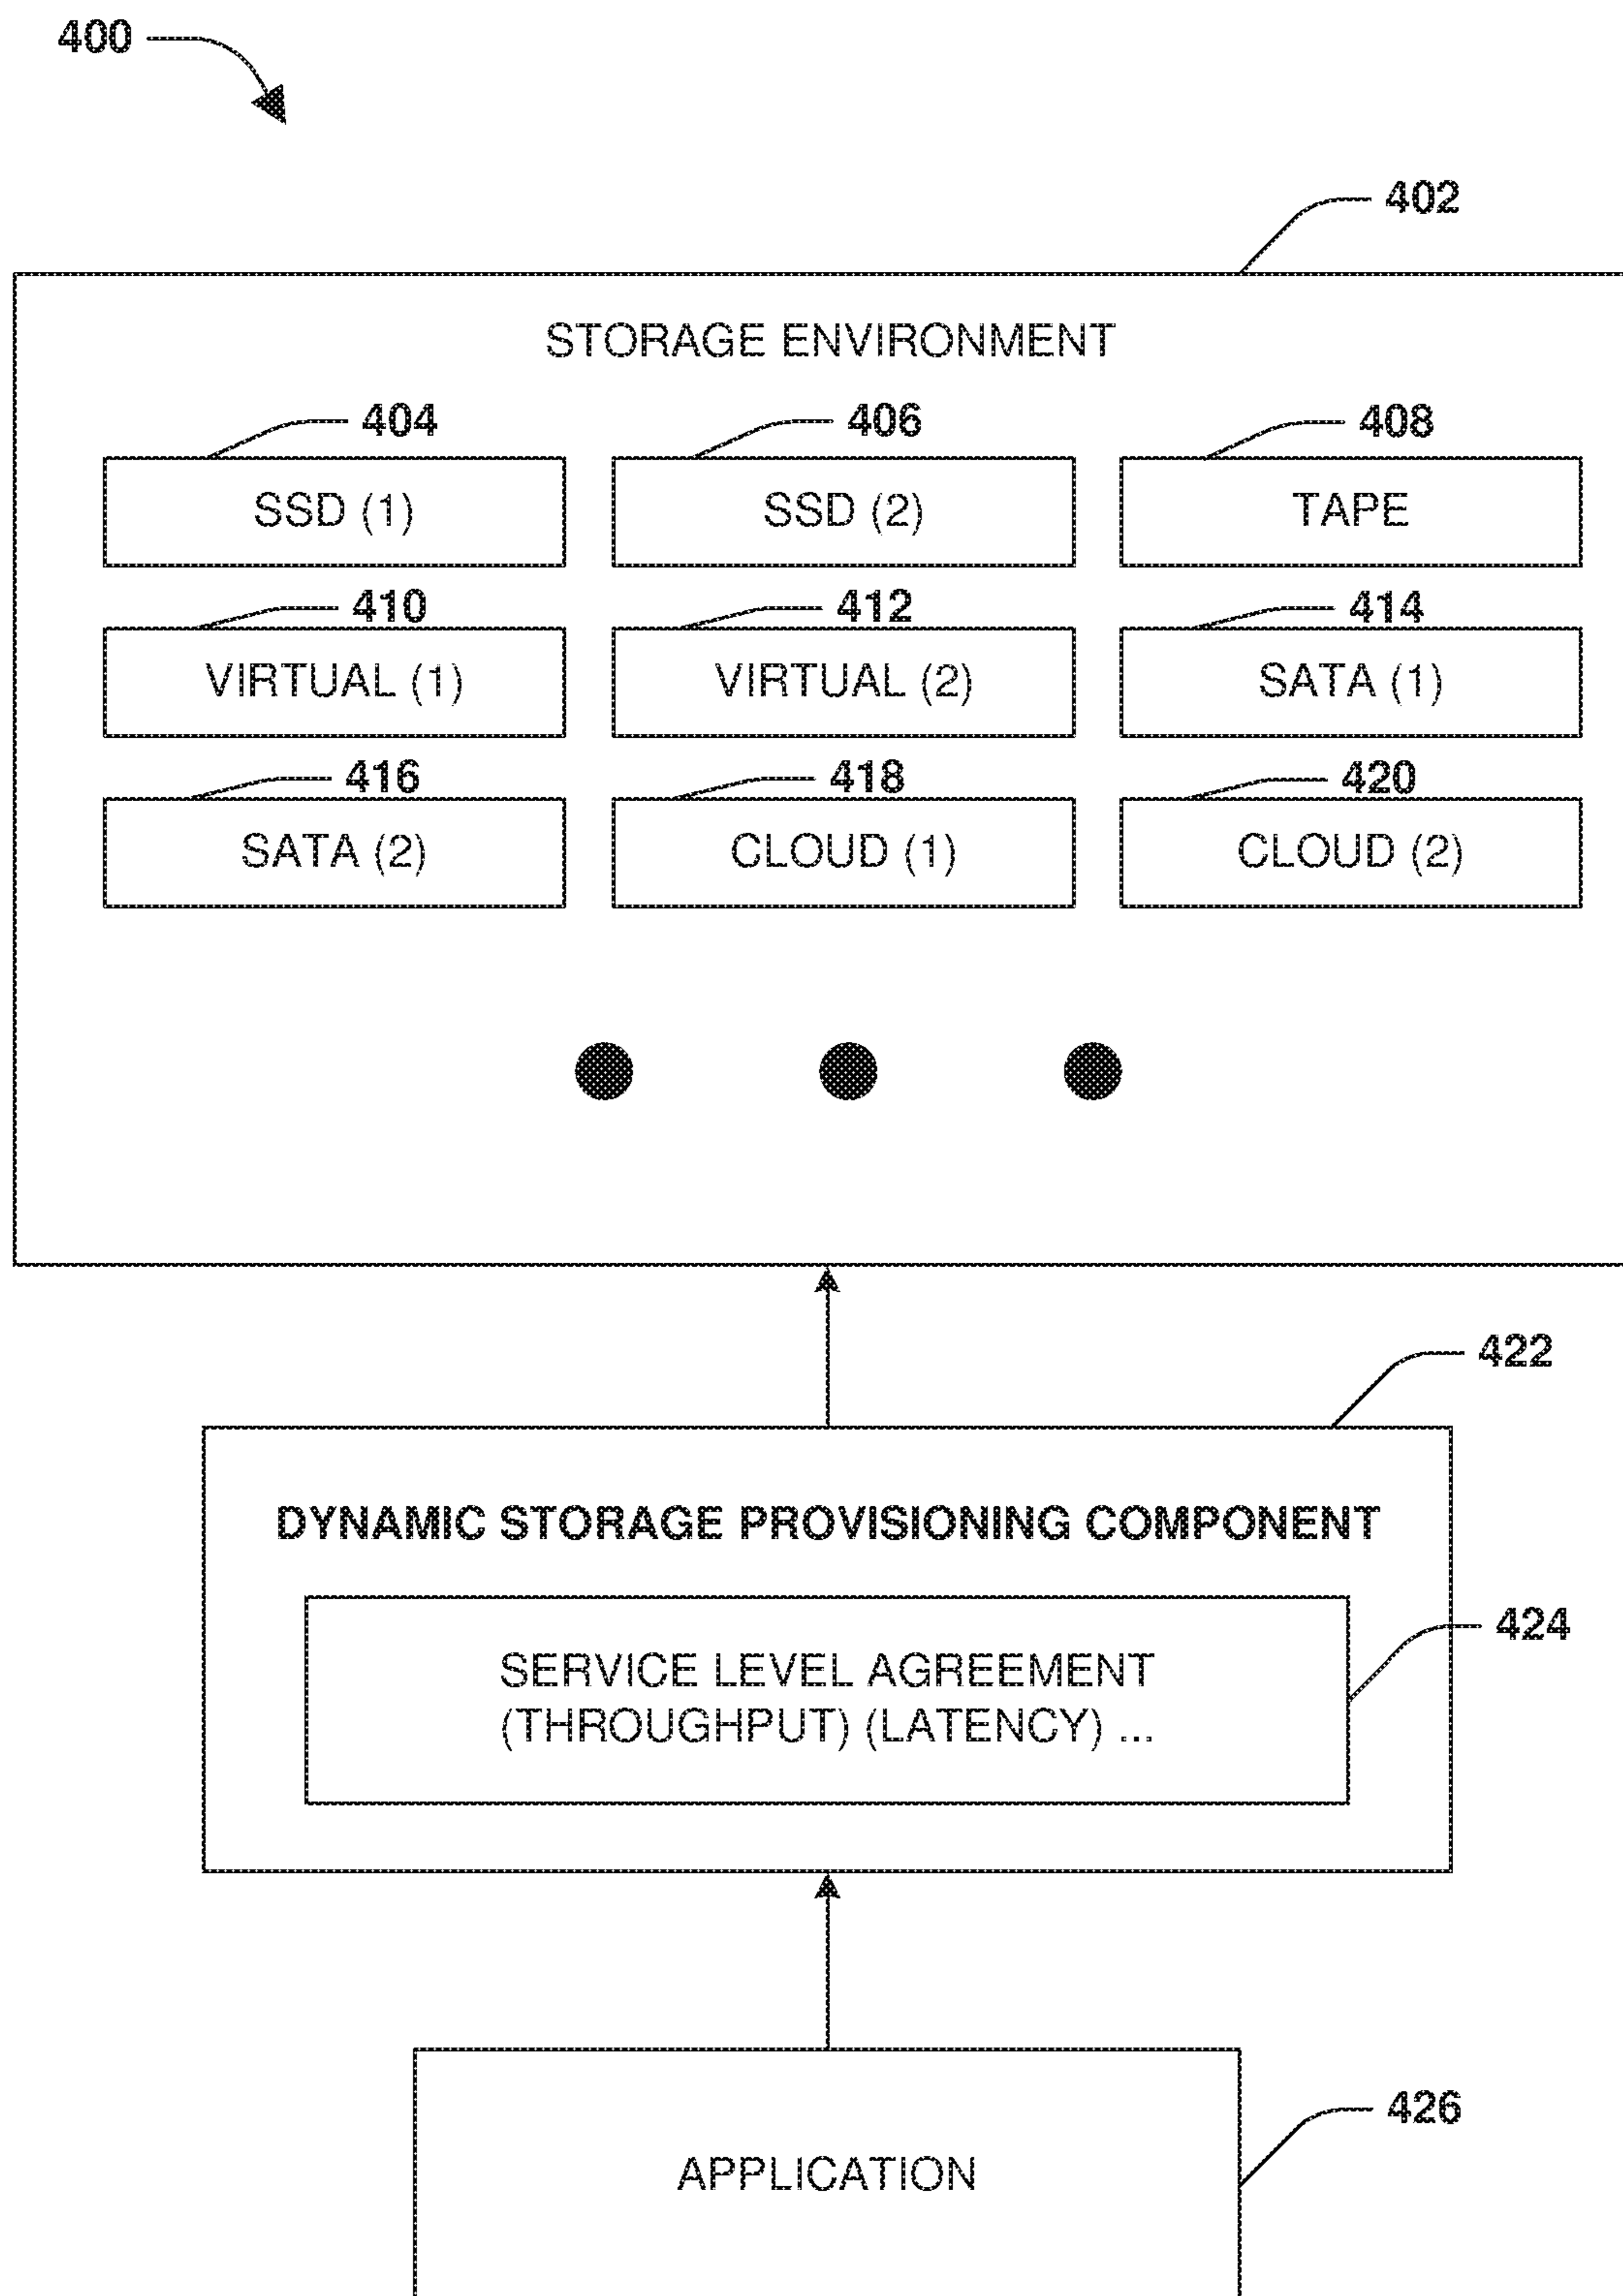 400
402
STORAGE ENVIRONMENT
404
406
408
SSD (1)
SSD (2)
TAPE
410
412
414
VIRTUAL (1)
VIRTUAL (2)
SATA (1)
416
418
420
SATA (2)
CLOUD (1)
CLOUD (2)
422
DYNAMIC STORAGE PROVISIONING COMPONENT
424
SERVICE LEVEL AGREEMENT
(THROUGHPUT) (LATENCY) ...
426
APPLICATION